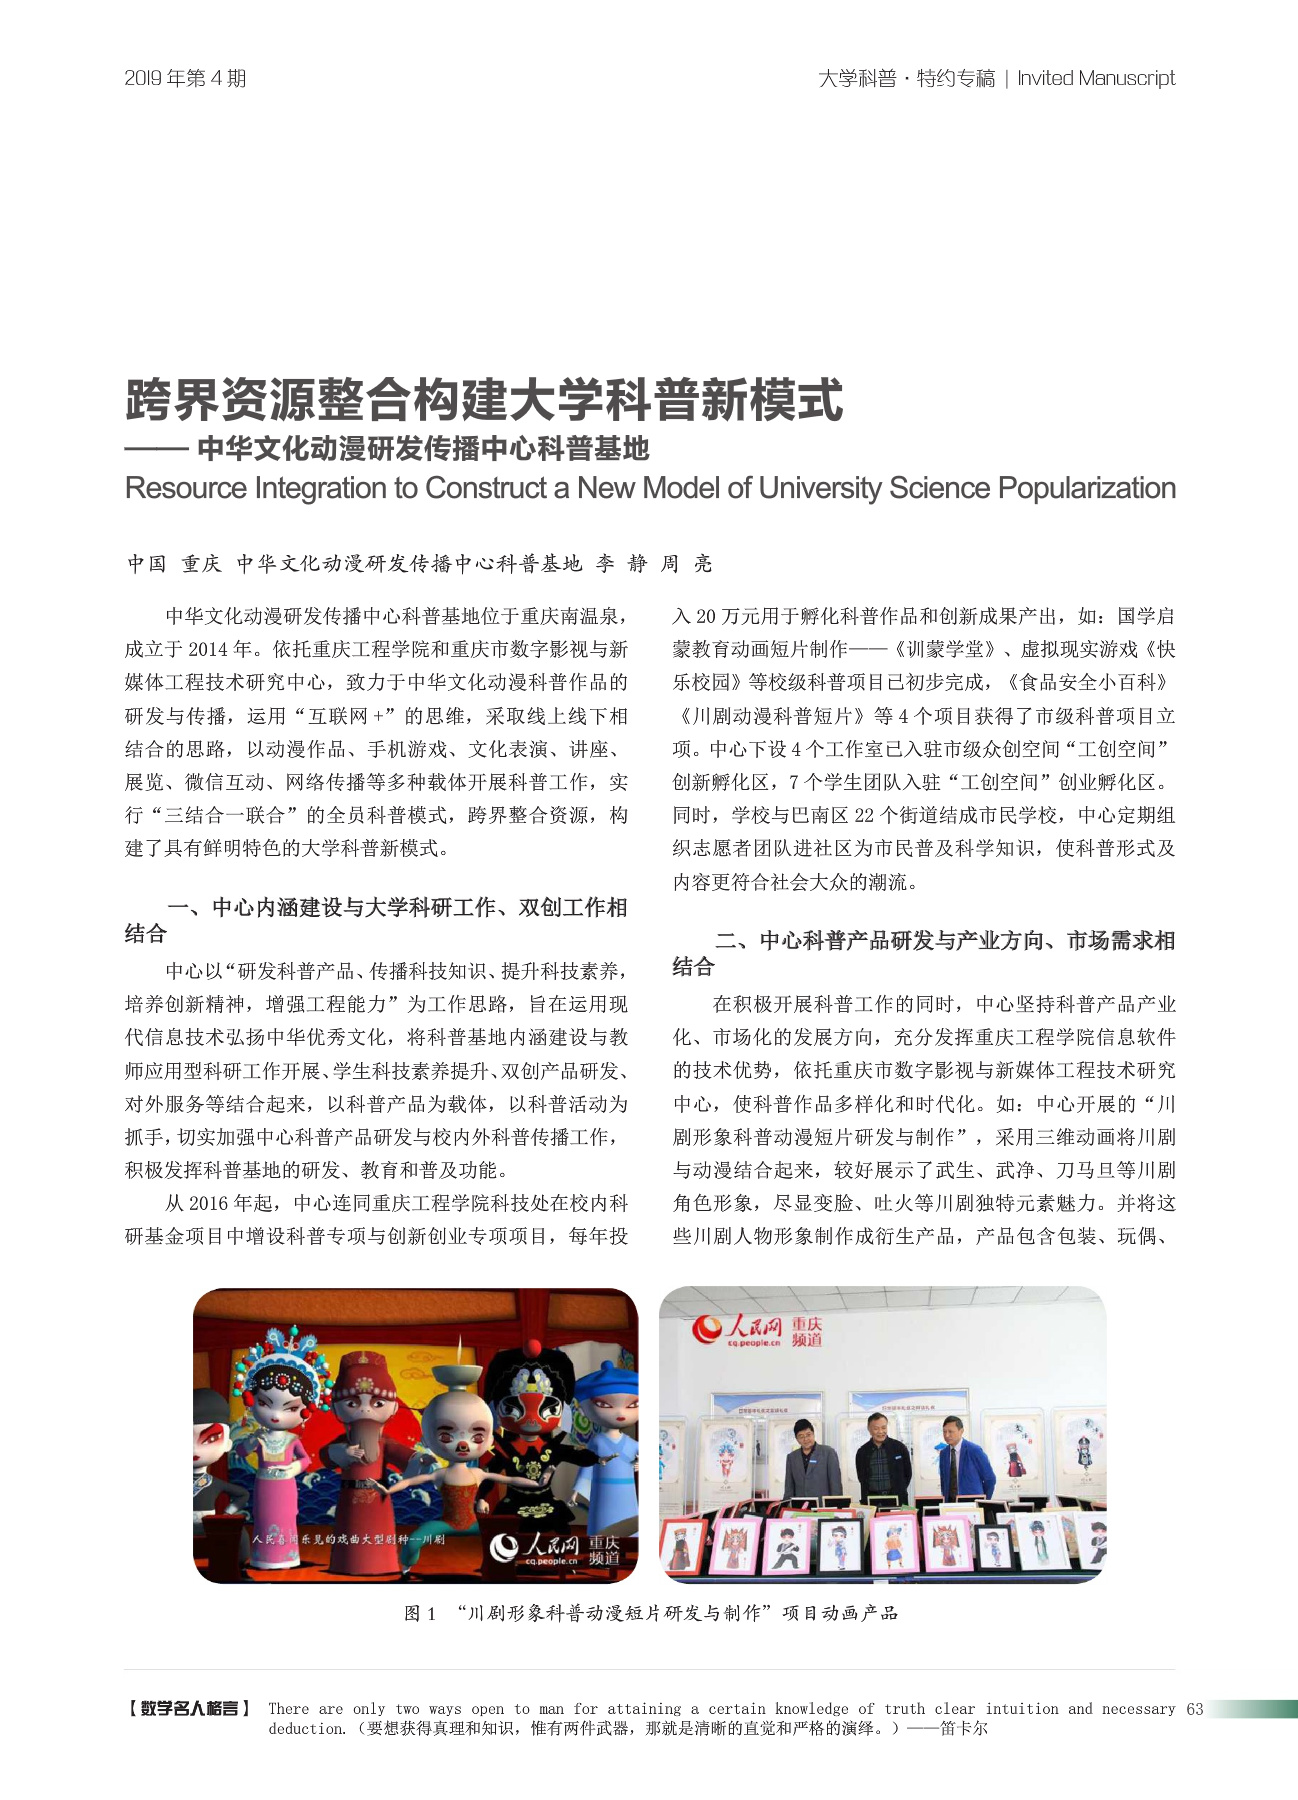 2019 年第 4 期
大学科普·特约专稿 | Invited Manuscript
跨界资源整合构建大学科普新模式
—— 中华文化动漫研发传播中心科普基地
Resource Integration to Construct a New Model of University Science Popularization
中国 重庆 中华文化动漫研发传播中心科普基地 李 静 周 亮
中华文化动漫研发传播中心科普基地位于重庆南温泉，
成立于 2014 年。依托重庆工程学院和重庆市数字影视与新
媒体工程技术研究中心，致力于中华文化动漫科普作品的
研发与传播，运用“互联网 +”的思维，采取线上线下相
结合的思路，以动漫作品、手机游戏、文化表演、讲座、
展览、微信互动、网络传播等多种载体开展科普工作，实
行“三结合一联合”的全员科普模式，跨界整合资源，构
建了具有鲜明特色的大学科普新模式。
一、中心内涵建设与大学科研工作、双创工作相
结合
中心以“研发科普产品、传播科技知识、提升科技素养，
培养创新精神，增强工程能力”为工作思路，旨在运用现
代信息技术弘扬中华优秀文化，将科普基地内涵建设与教
师应用型科研工作开展、学生科技素养提升、双创产品研发、
对外服务等结合起来，以科普产品为载体，以科普活动为
抓手，切实加强中心科普产品研发与校内外科普传播工作，
积极发挥科普基地的研发、教育和普及功能。
从 2016 年起，中心连同重庆工程学院科技处在校内科
研基金项目中增设科普专项与创新创业专项项目，每年投
入 20 万元用于孵化科普作品和创新成果产出，如：国学启
蒙教育动画短片制作——《训蒙学堂》、虚拟现实游戏《快
乐校园》等校级科普项目已初步完成，《食品安全小百科》
《川剧动漫科普短片》等 4 个项目获得了市级科普项目立
项。中心下设 4 个工作室已入驻市级众创空间“工创空间”
创新孵化区，7 个学生团队入驻“工创空间”创业孵化区。
同时，学校与巴南区 22 个街道结成市民学校，中心定期组
织志愿者团队进社区为市民普及科学知识，使科普形式及
内容更符合社会大众的潮流。
二、中心科普产品研发与产业方向、市场需求相
结合
在积极开展科普工作的同时，中心坚持科普产品产业
化、市场化的发展方向，充分发挥重庆工程学院信息软件
的技术优势，依托重庆市数字影视与新媒体工程技术研究
中心，使科普作品多样化和时代化。如：中心开展的“川
剧形象科普动漫短片研发与制作”，采用三维动画将川剧
与动漫结合起来，较好展示了武生、武净、刀马旦等川剧
角色形象，尽显变脸、吐火等川剧独特元素魅力。并将这
些川剧人物形象制作成衍生产品，产品包含包装、玩偶、
人民喜闻乐见的戏曲大型剧种--川剧
人民网 重庆频道
cq.people.cn
人民网 重庆频道
cq.people.cn
图 1 “川剧形象科普动漫短片研发与制作”项目动画产品
【数学名人格言】 There are only two ways open to man for attaining a certain knowledge of truth clear intuition and necessary 63
deduction.（要想获得真理和知识，惟有两件武器，那就是清晰的直觉和严格的演绎。）——笛卡尔